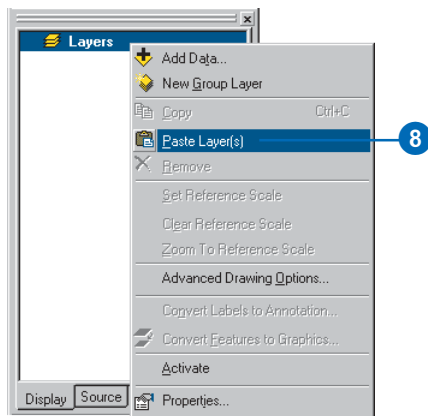 Layers
Add Data...
New Group Layer
Copy Ctrl+C
Paste Layer(s)
8
Remove
Set Reference Scale
Clear Reference Scale
Zoom To Reference Scale
Advanced Drawing Options...
Convert Labels to Annotation...
Convert Features to Graphics...
Activate
Display Source Properties...